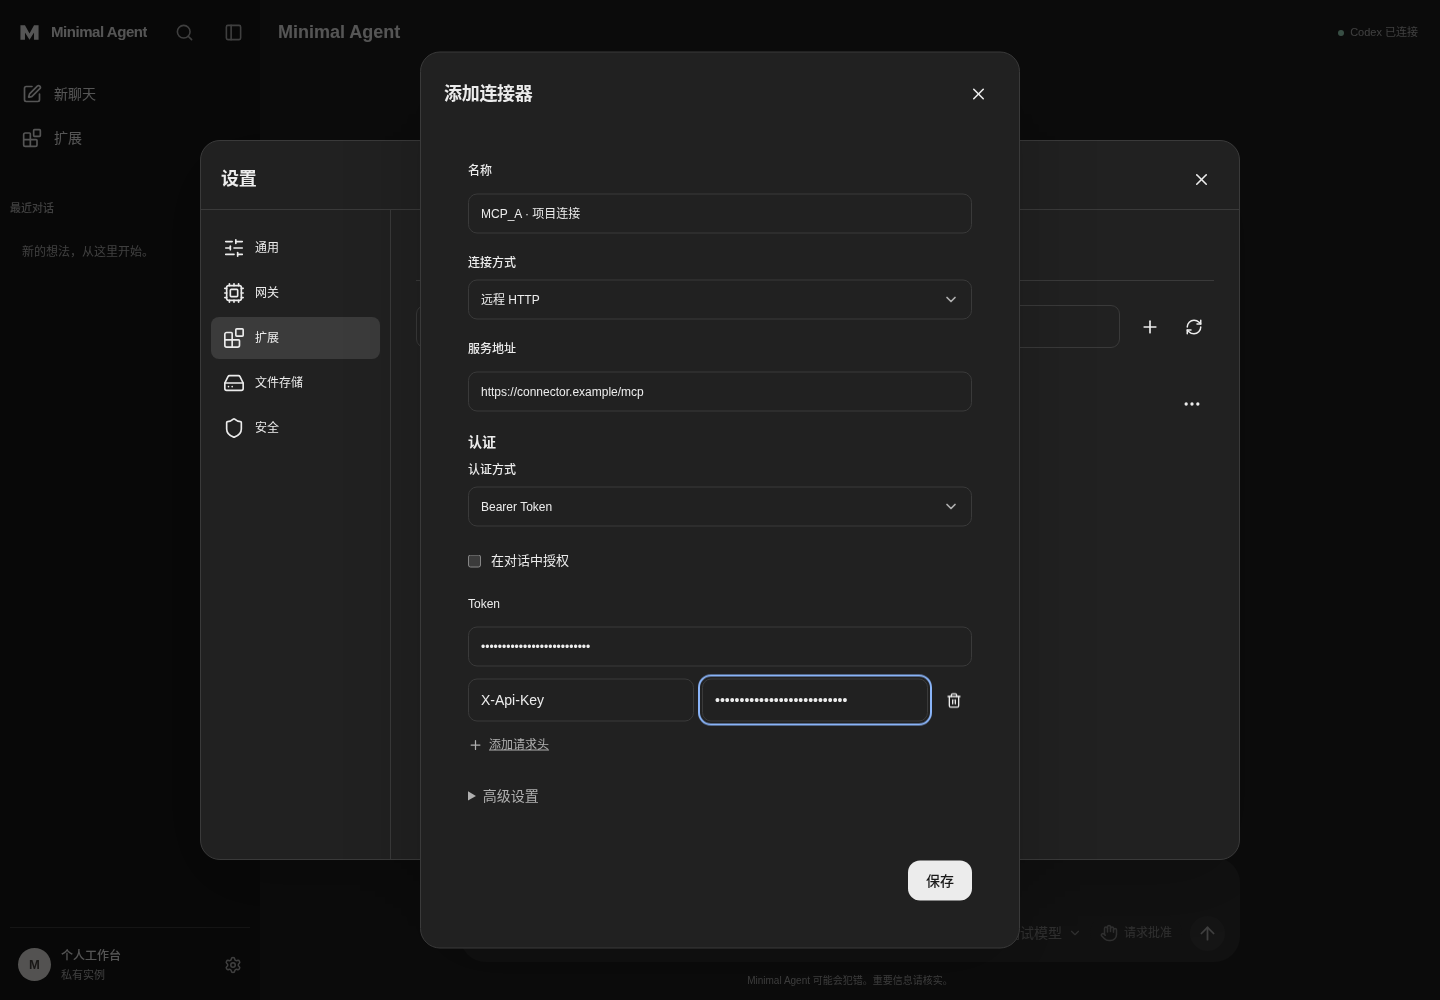 Minimal Agent
Minimal Agent
Codex 已连接
新聊天
扩展
最近对话
新的想法，从这里开始。
设置
通用
网关
扩展
文件存储
安全
添加连接器
名称
MCP_A · 项目连接
连接方式
远程 HTTP
服务地址
https://connector.example/mcp
认证
认证方式
Bearer Token
在对话中授权
Token
••••••••••••••••••••••••••
X-Api-Key
•••••••••••••••••••••••••••
添加请求头
高级设置
保存
M
个人工作台
私有实例
试模型
请求批准
Minimal Agent 可能会犯错。重要信息请核实。